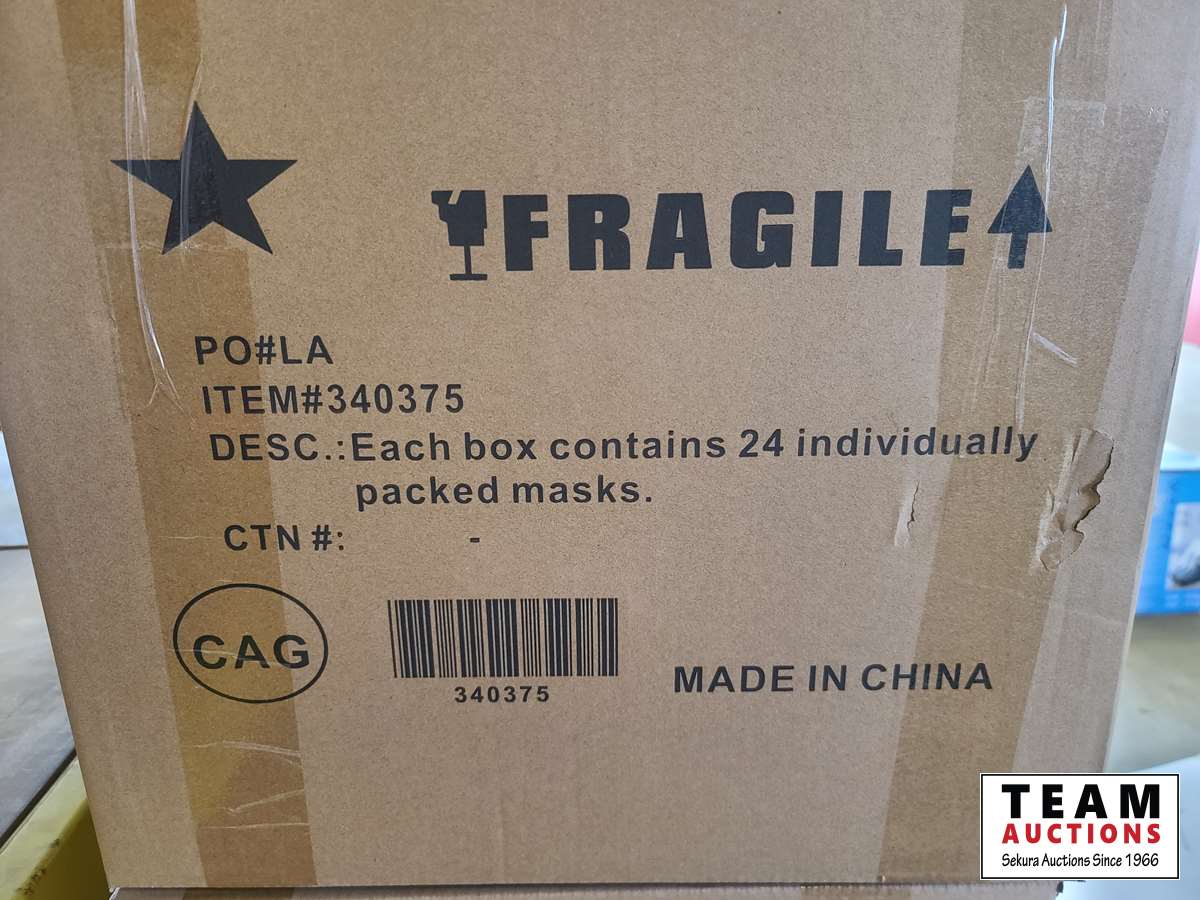 FRAGILE
PO#LA
ITEM#340375
DESC.:Each box contains 24 individually
packed masks.
CTN #: -
CAG
340375
MADE IN CHINA
TEAM
AUCTIONS
Sekura Auctions Since 1966